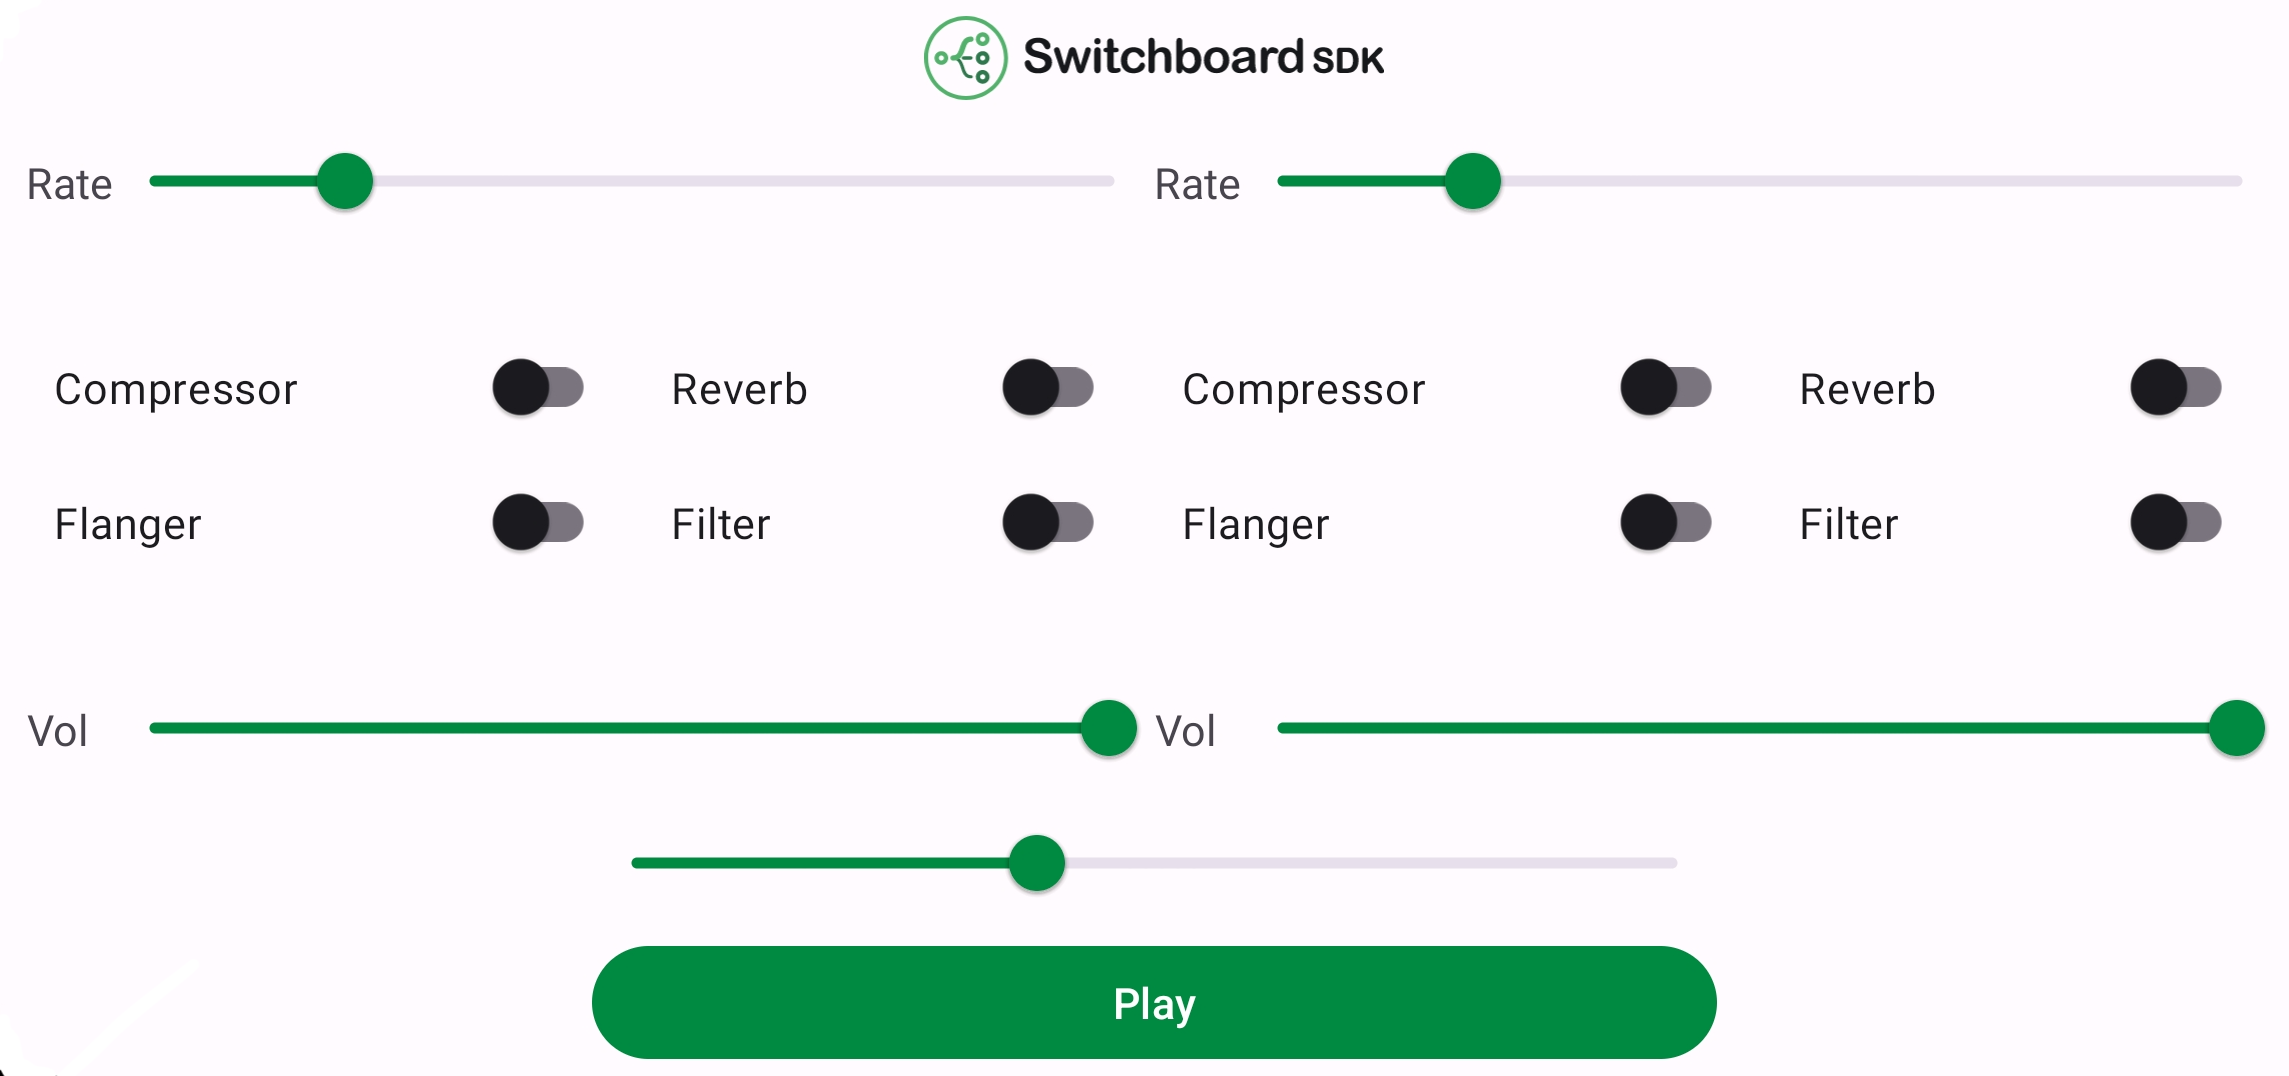 Switchboard SDK
Rate
Rate
Compressor Reverb Compressor Reverb
Flanger Filter Flanger Filter
Vol
Vol
Play